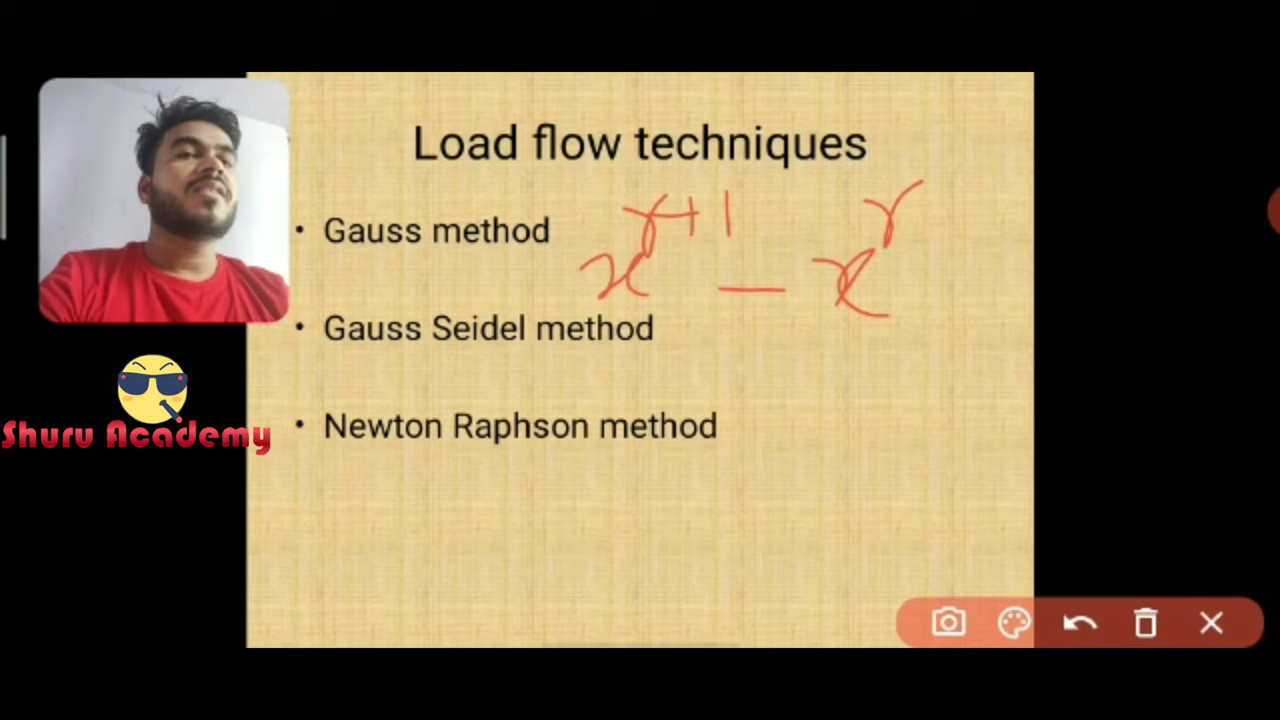 Load flow techniques
• Gauss method
x^r+1 - x^r
• Gauss Seidel method
• Newton Raphson method
Shuru Academy